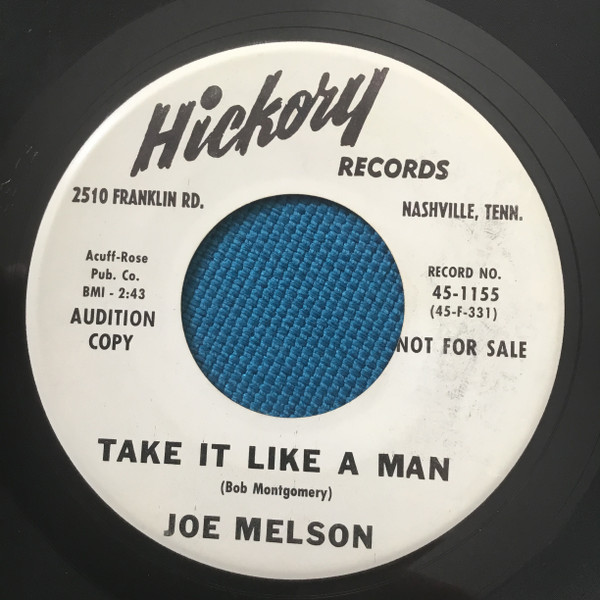 Hickory
RECORDS
2510 FRANKLIN RD.
NASHVILLE, TENN.
Acuff-Rose
Pub. Co.
BMI - 2:43
AUDITION
COPY
RECORD NO.
45-1155
(45-F-331)
NOT FOR SALE
TAKE IT LIKE A MAN
(Bob Montgomery)
JOE MELSON